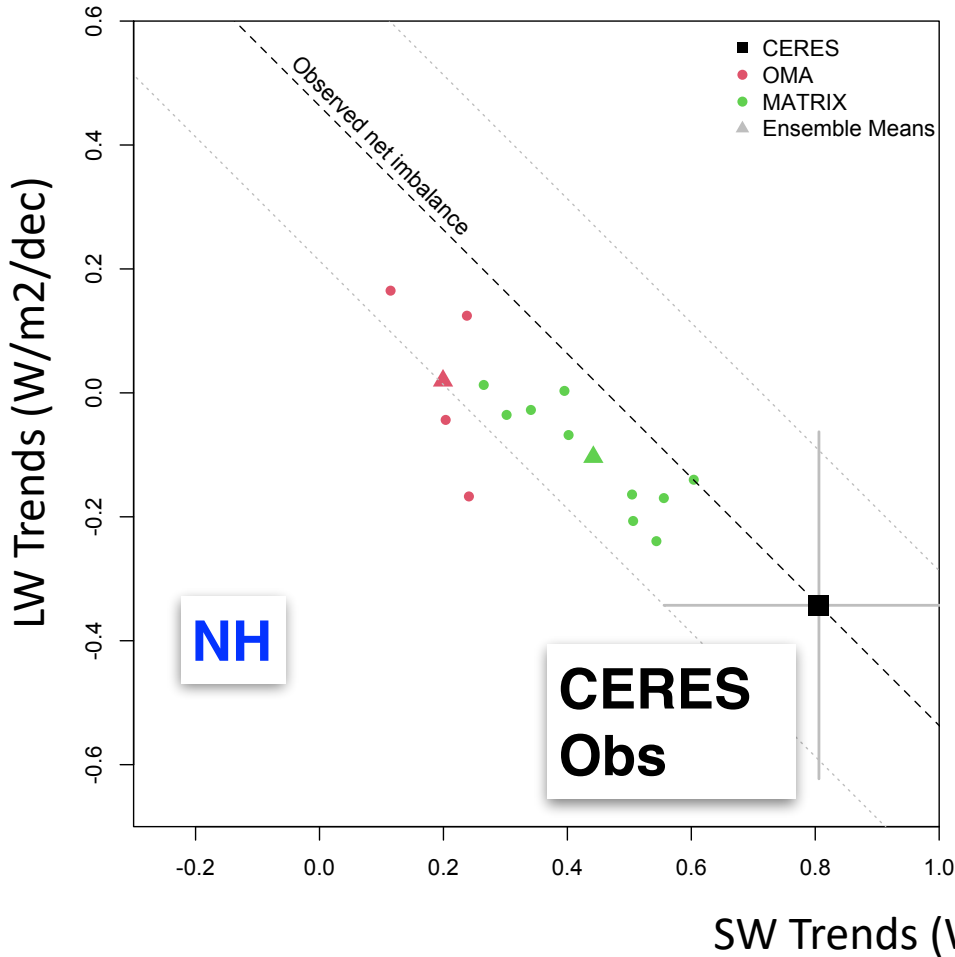 0.6
0.4
0.2
0.0
-0.2
-0.4
-0.6
LW Trends (W/m2/dec)
Observed net imbalance
CERES
OMA
MATRIX
Ensemble Means
NH
CERES
Obs
-0.2
0.0
0.2
0.4
0.6
0.8
1.0
SW Trends (